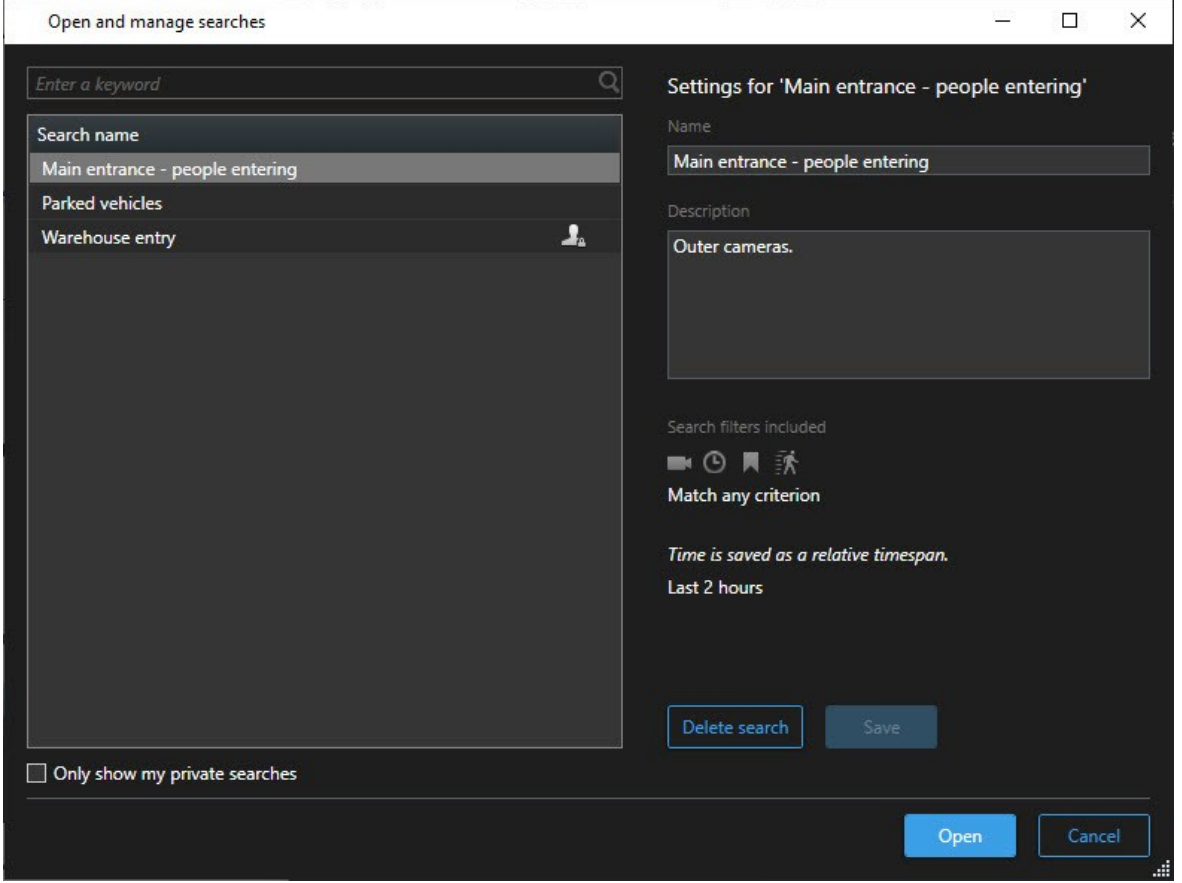 Open and manage searches
Enter a keyword
Search name
Main entrance - people entering
Parked vehicles
Warehouse entry
Only show my private searches
Settings for 'Main entrance - people entering'
Name
Main entrance - people entering
Description
Outer cameras.
Search filters included
Match any criterion
Time is saved as a relative timespan.
Last 2 hours
Delete search
Save
Open
Cancel